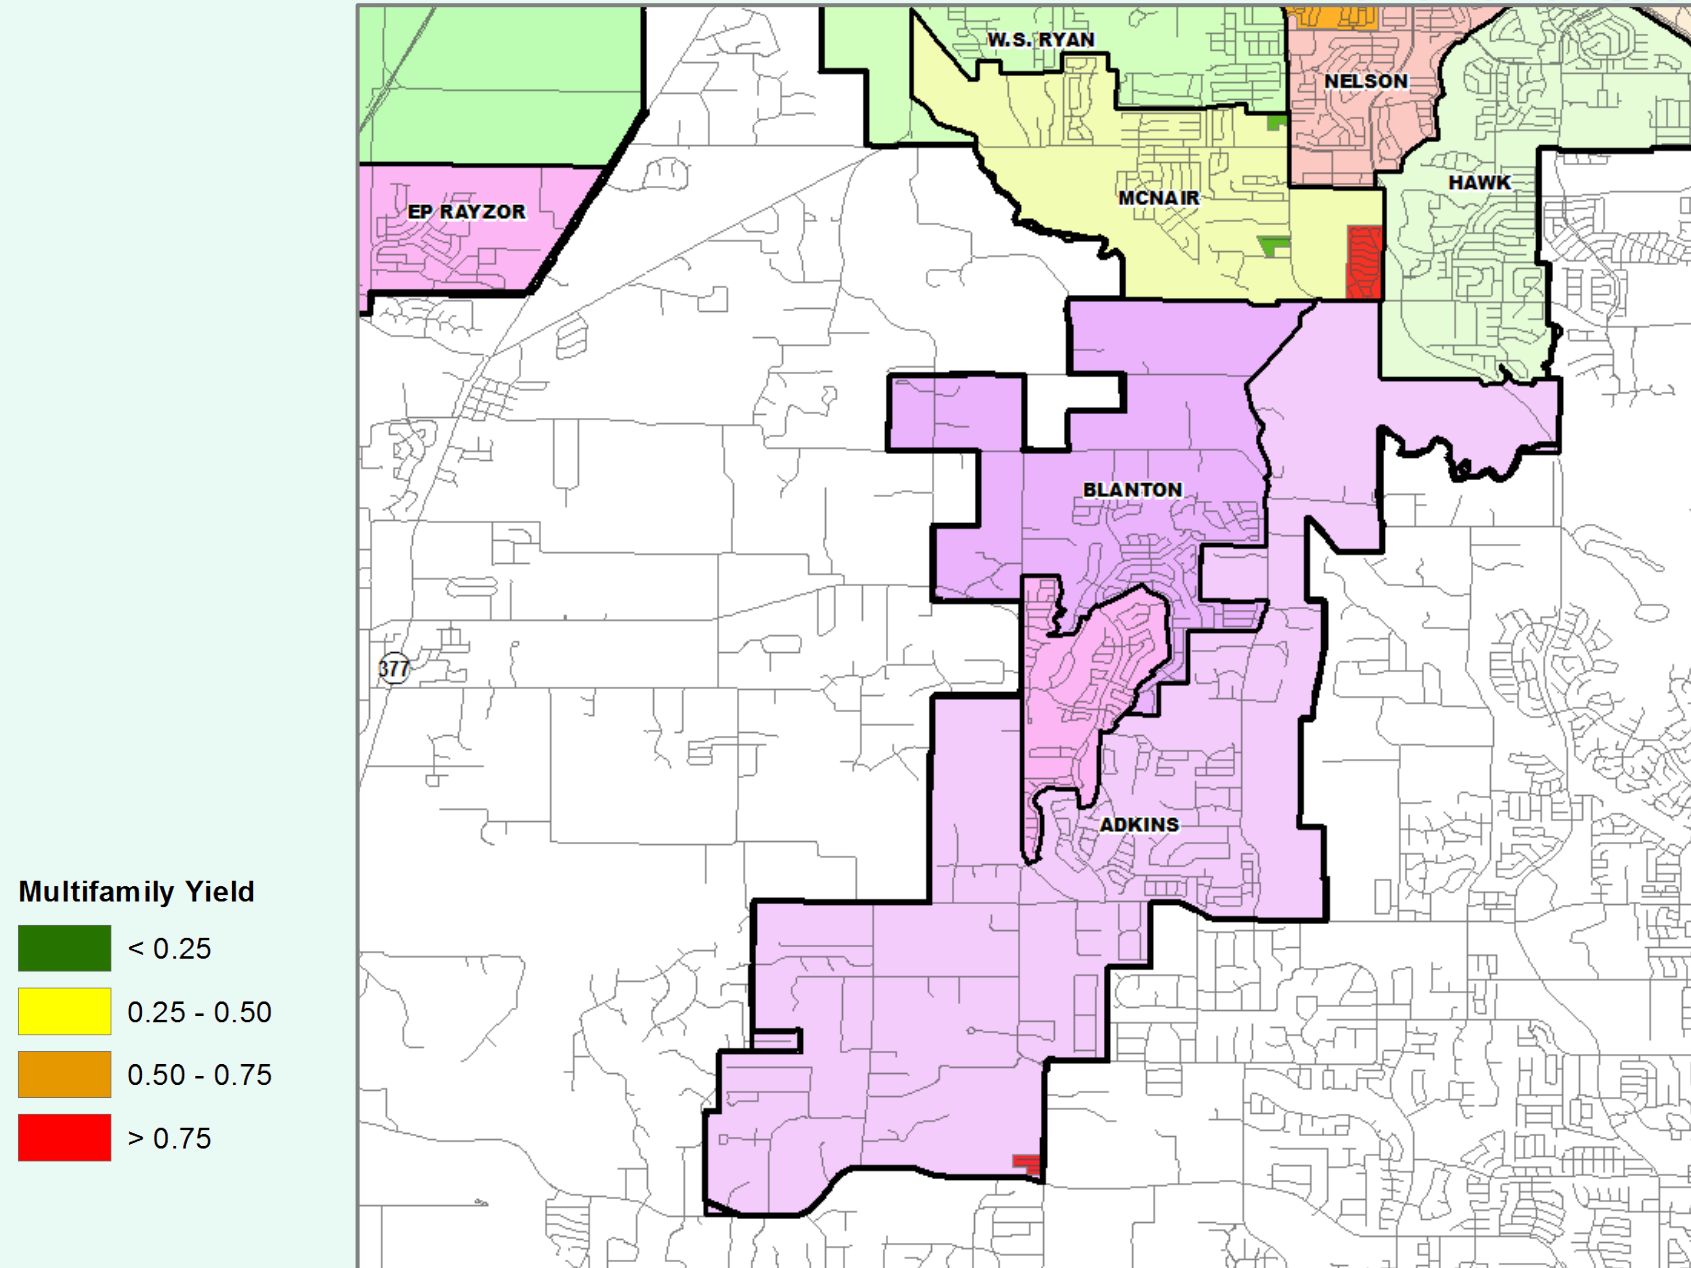 W.S. RYAN
NELSON
HAWK
MCNAIR
EP RAYZOR
BLANTON
377
ADKINS
Multifamily Yield
< 0.25
0.25 - 0.50
0.50 - 0.75
> 0.75